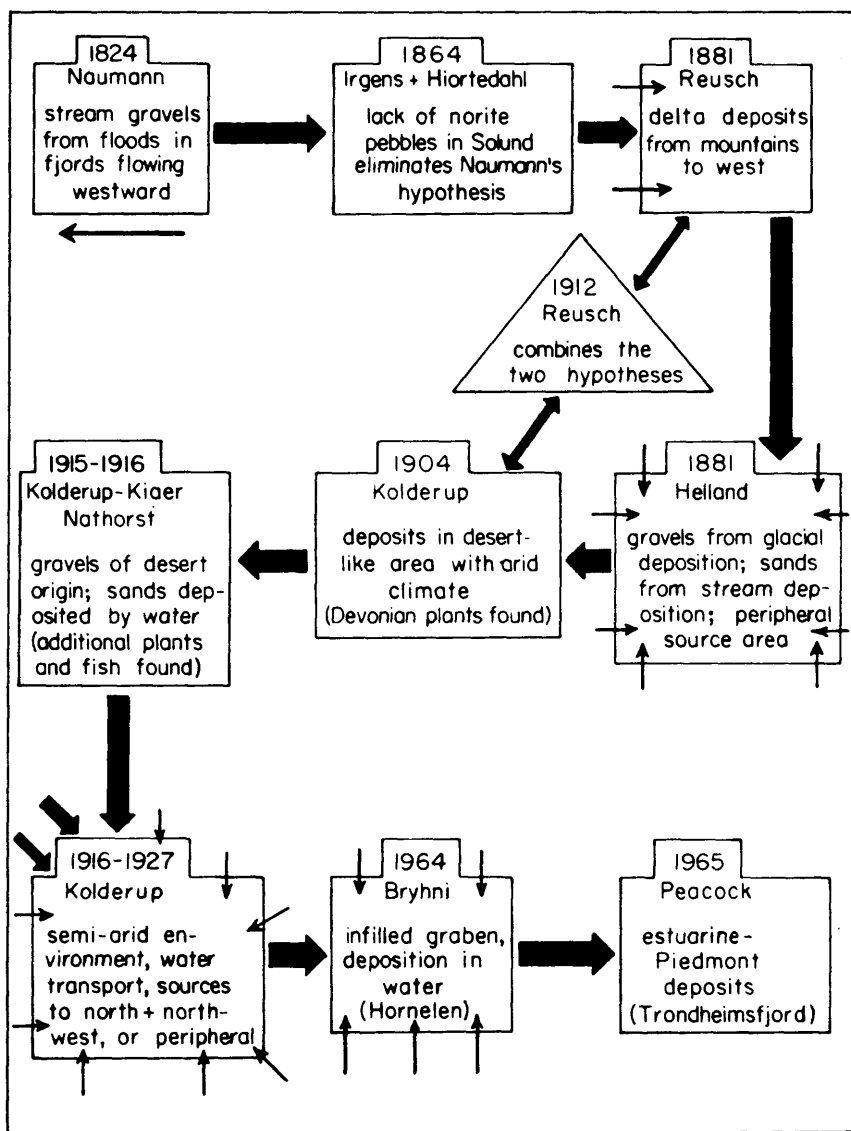 1824
Naumann
stream gravels
from floods in
fjords flowing
westward
1864
Irgens + Hiortedahl
lack of norite
pebbles in Solund
eliminates Naumann's
hypothesis
1881
Reusch
delta deposits
from mountains
to west
1912
Reusch
combines the
two hypotheses
1915-1916
Kolderup-Kiaer
Nathorst
gravels of desert
origin; sands dep-
osited by water
(additional plants
and fish found)
1904
Kolderup
deposits in desert-
like area with arid
climate
(Devonian plants found)
1881
Helland
gravels from glacial
deposition; sands
from stream dep-
osition; peripheral
source area
1916-1927
Kolderup
semi-arid en-
vironment, water
transport, sources
to north + north-
west, or peripheral
1964
Bryhni
infilled graben,
deposition in
water
(Hornelen)
1965
Peacock
estuarine-
Piedmont
deposits
(Trondheimsfjord)